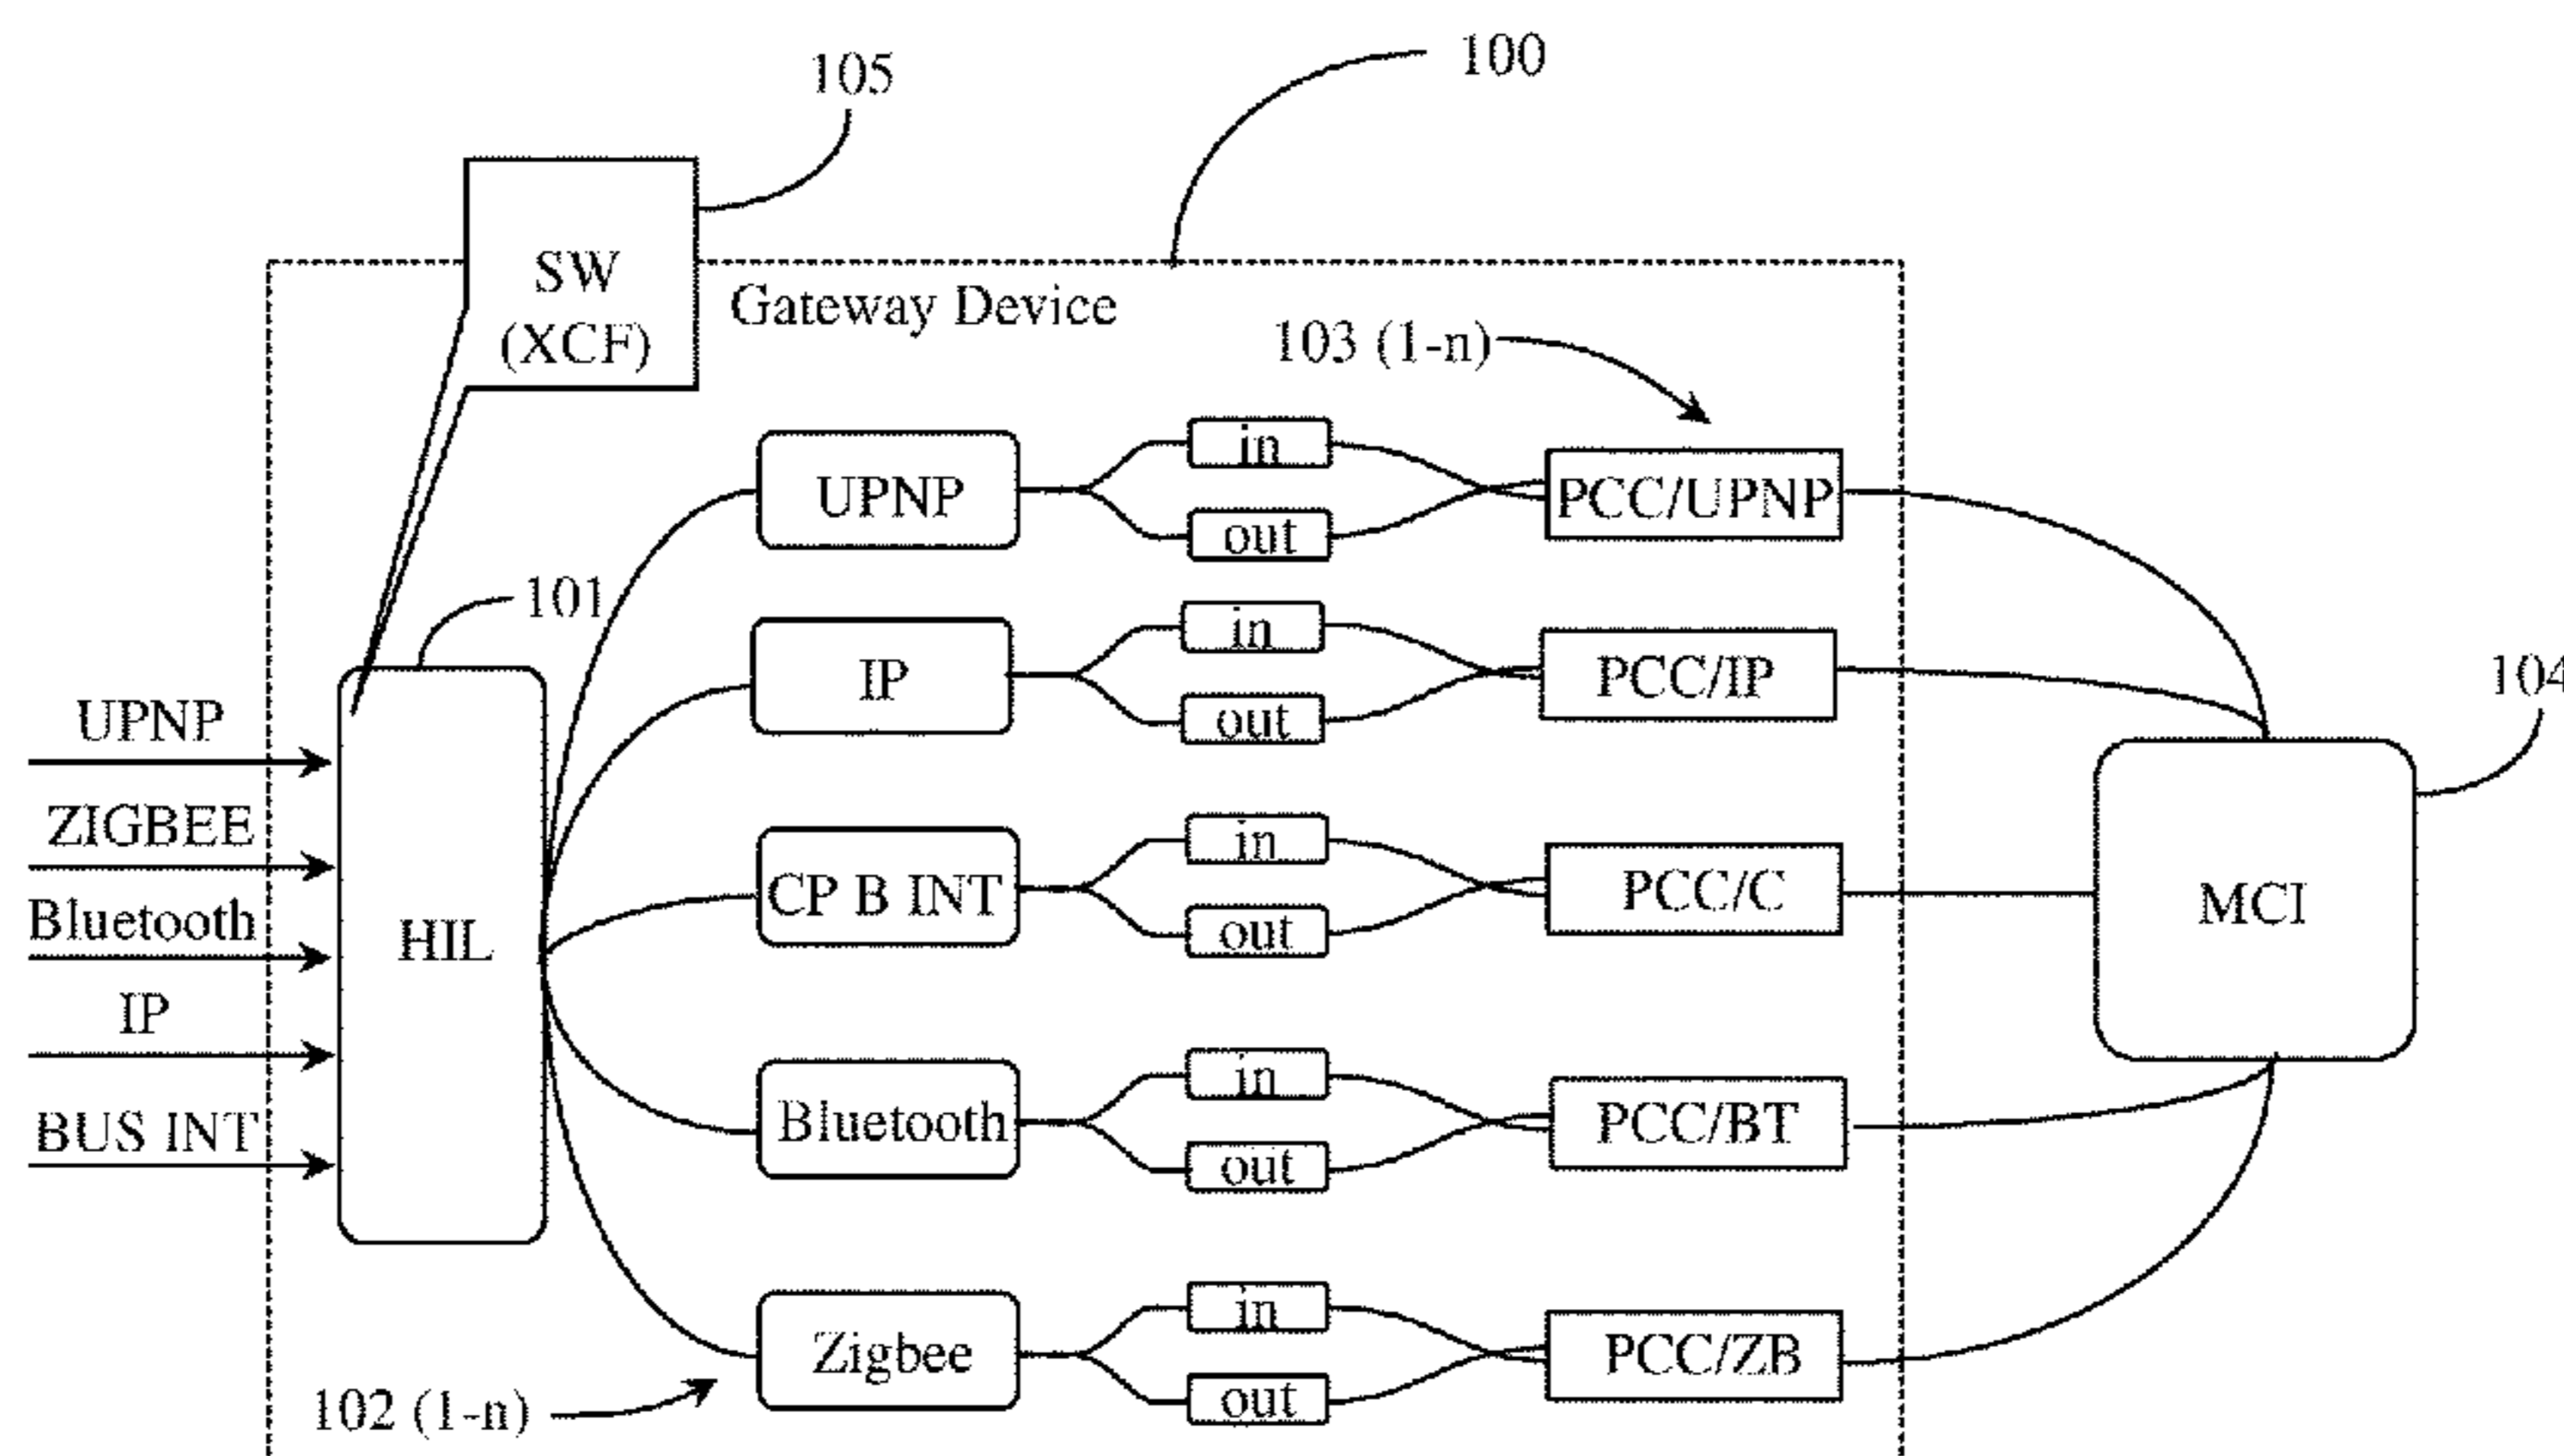 100
105
SW
(XCF)
Gateway Device
103 (1-n)
in
UPNP
out
PCC/UPNP
101
in
IP
out
PCC/IP
104
UPNP
ZIGBEE
Bluetooth
IP
BUS INT
HIL
in
CP B INT
out
PCC/C
MCI
in
Bluetooth
out
PCC/BT
in
Zigbee
out
PCC/ZB
102 (1-n)